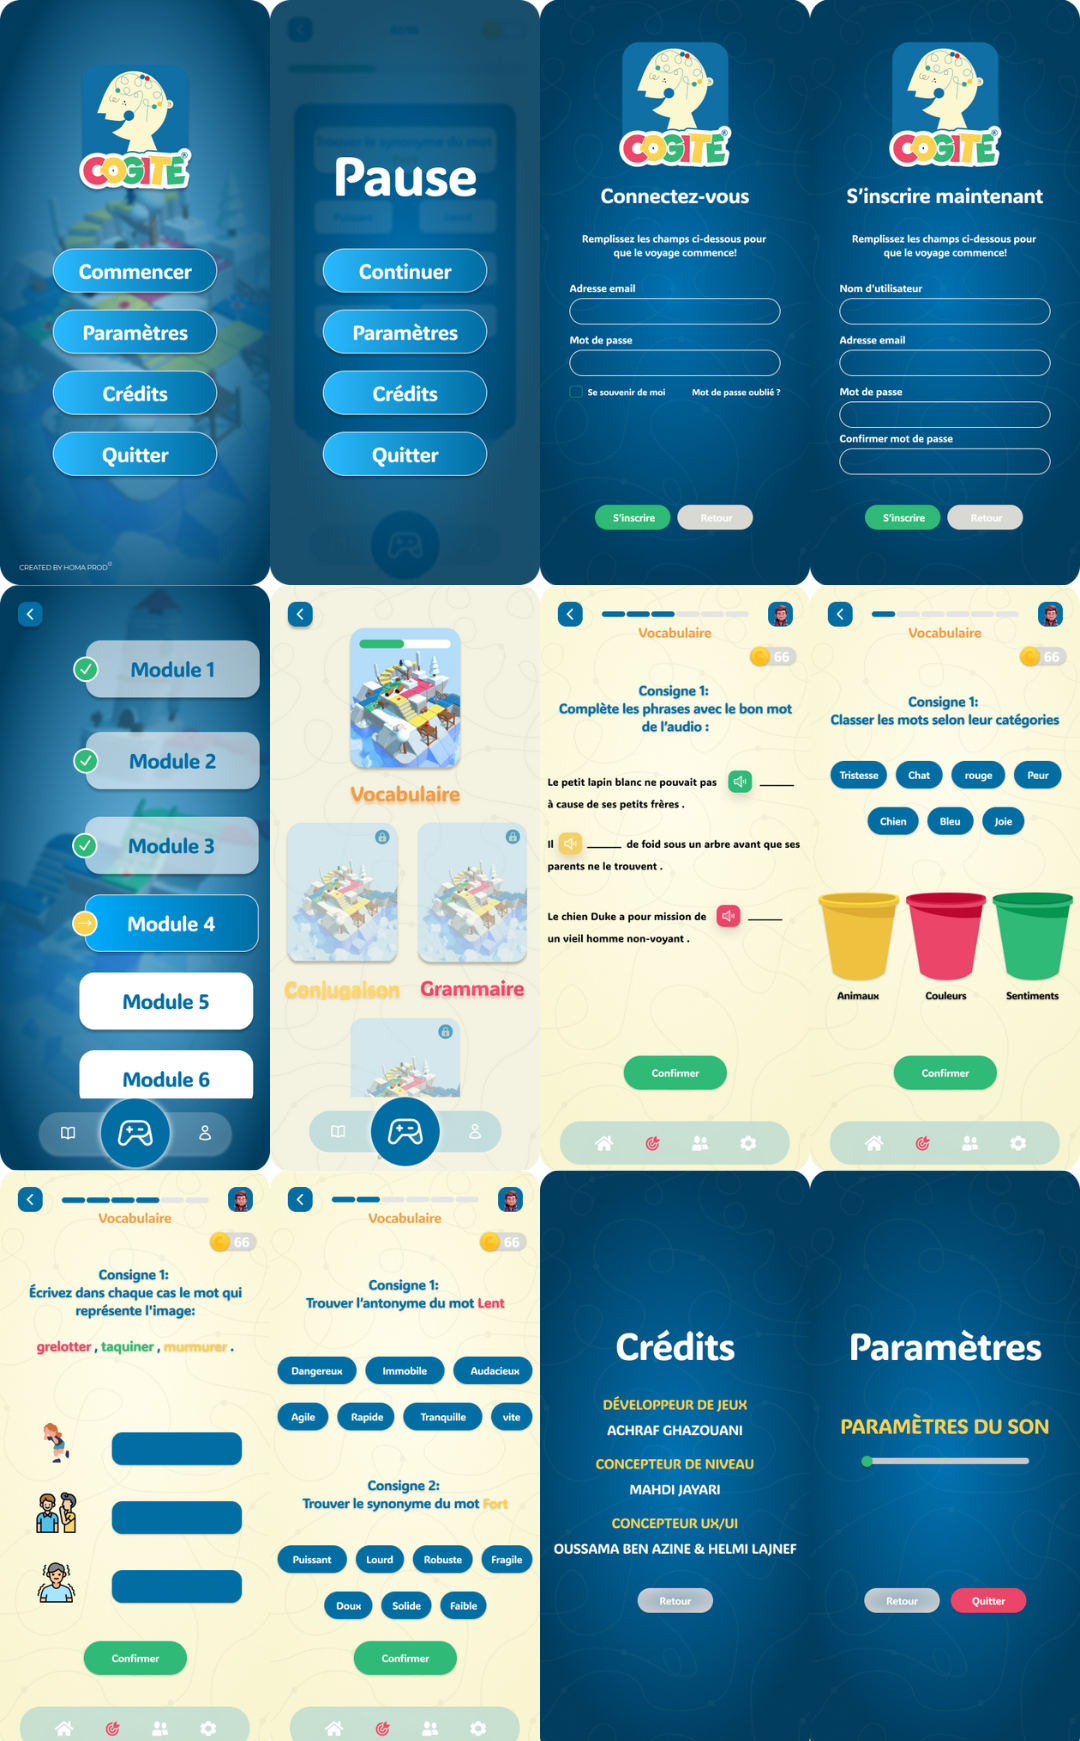 COGITE
Commencer
Paramètres
Crédits
Quitter
CREATED BY HOMA PROD©
Pause
Continuer
Paramètres
Crédits
Quitter
COGITE
Connectez-vous
Remplissez les champs ci-dessous pour
que le voyage commence!
Adresse email
Mot de passe
Se souvenir de moi
Mot de passe oublié ?
S'inscrire
Retour
COGITE
S'inscrire maintenant
Remplissez les champs ci-dessous pour
que le voyage commence!
Nom d'utilisateur
Adresse email
Mot de passe
Confirmer mot de passe
S'inscrire
Retour
Module 1
Module 2
Module 3
Module 4
Module 5
Module 6
Vocabulaire
Conjugaison
Grammaire
Vocabulaire
66
Consigne 1:
Complète les phrases avec le bon mot
de l'audio :
Le petit lapin blanc ne pouvait pas ______
à cause de ses petits frères .
Il ______ de foid sous un arbre avant que ses
parents ne le trouvent .
Le chien Duke a pour mission de ______
un vieil homme non-voyant .
Confirmer
Vocabulaire
66
Consigne 1:
Classer les mots selon leur catégories
Tristesse
Chat
rouge
Peur
Chien
Bleu
Joie
Animaux
Couleurs
Sentiments
Confirmer
Vocabulaire
66
Consigne 1:
Écrivez dans chaque cas le mot qui
représente l'image:
grelotter , taquiner , murmurer .
Confirmer
Vocabulaire
66
Consigne 1:
Trouver l'antonyme du mot Lent
Dangereux
Immobile
Audacieux
Agile
Rapide
Tranquille
vite
Consigne 2:
Trouver le synonyme du mot Fort
Puissant
Lourd
Robuste
Fragile
Doux
Solide
Faible
Confirmer
Crédits
DÉVELOPPEUR DE JEUX
ACHRAF GHAZOUANI
CONCEPTEUR DE NIVEAU
MAHDI JAYARI
CONCEPTEUR UX/UI
OUSSAMA BEN AZINE & HELMI LAJNEF
Retour
Paramètres
PARAMÈTRES DU SON
Retour
Quitter